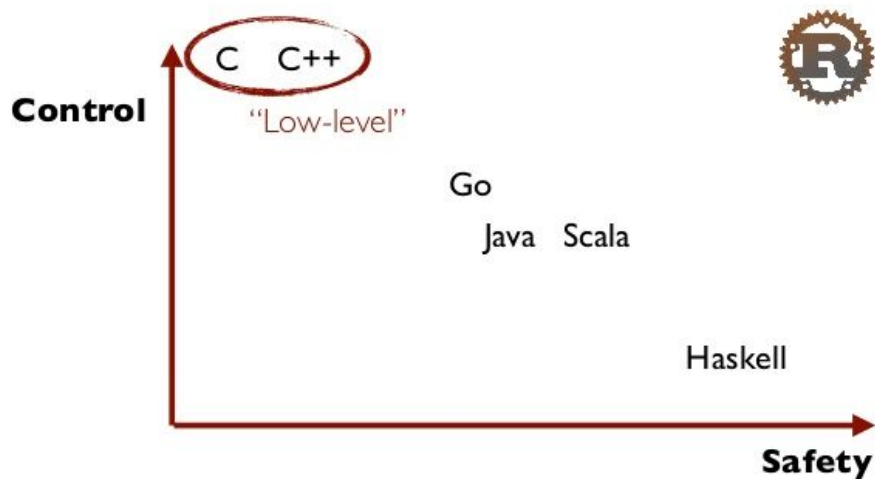 C C++
Control
“Low-level”
Go
Java Scala
Haskell
Safety
R